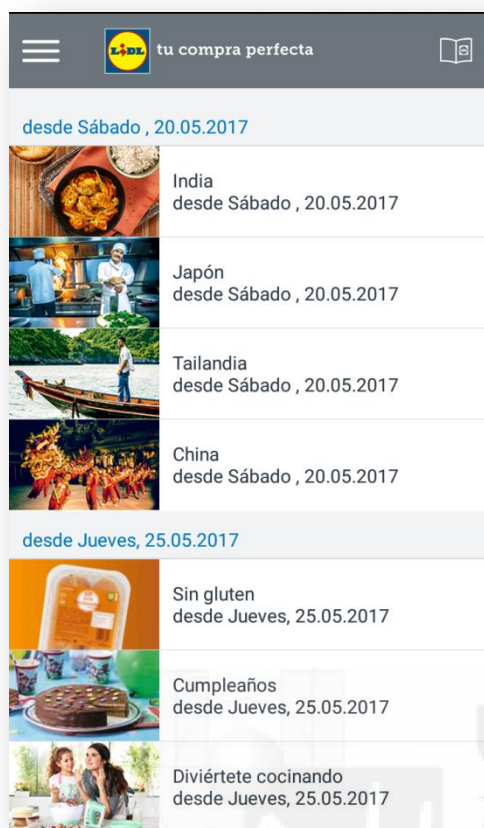 LIDL tu compra perfecta
desde Sábado , 20.05.2017
India
desde Sábado , 20.05.2017
Japón
desde Sábado , 20.05.2017
Tailandia
desde Sábado , 20.05.2017
China
desde Sábado , 20.05.2017
desde Jueves, 25.05.2017
Sin gluten
desde Jueves, 25.05.2017
Cumpleaños
desde Jueves, 25.05.2017
Diviértete cocinando
desde Jueves, 25.05.2017